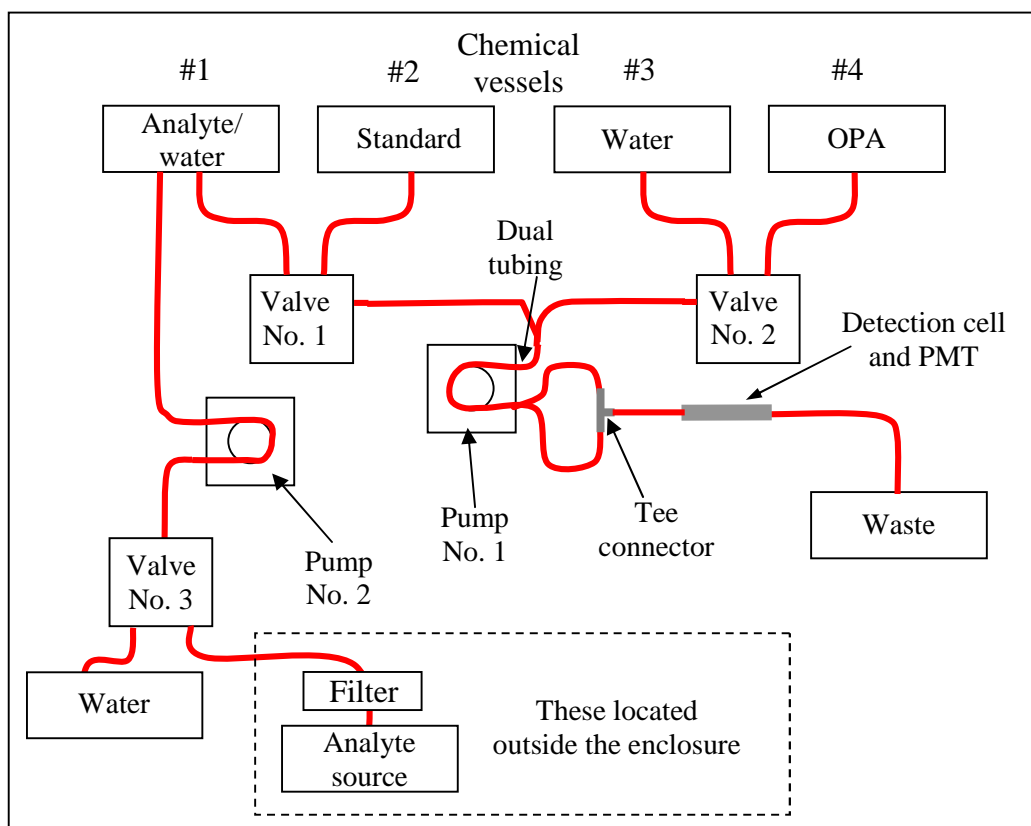 Chemical
vessels
#1
#2
#3
#4
Analyte/
water
Standard
Water
OPA
Dual
tubing
Valve
No. 1
Valve
No. 2
Detection cell
and PMT
Pump
No. 1
Tee
connector
Waste
Pump
No. 2
Valve
No. 3
Water
Filter
Analyte
source
These located
outside the enclosure